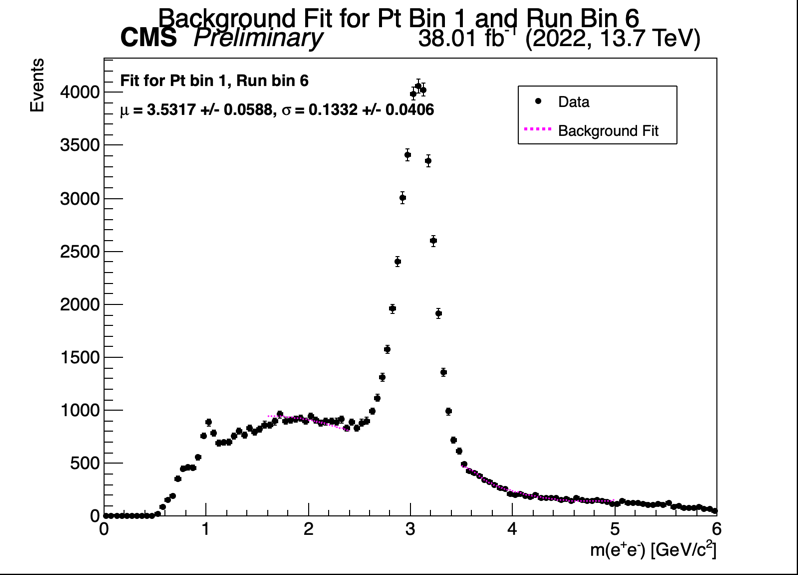 Background Fit for Pt Bin 1 and Run Bin 6
CMS Preliminary 38.01 fb⁻¹ (2022, 13.7 TeV)
Events
Fit for Pt bin 1, Run bin 6
μ = 3.5317 +/- 0.0588, σ = 0.1332 +/- 0.0406
Data
Background Fit
4000
3500
3000
2500
2000
1500
1000
500
0
0 1 2 3 4 5 6
m(e⁺e⁻) [GeV/c²]